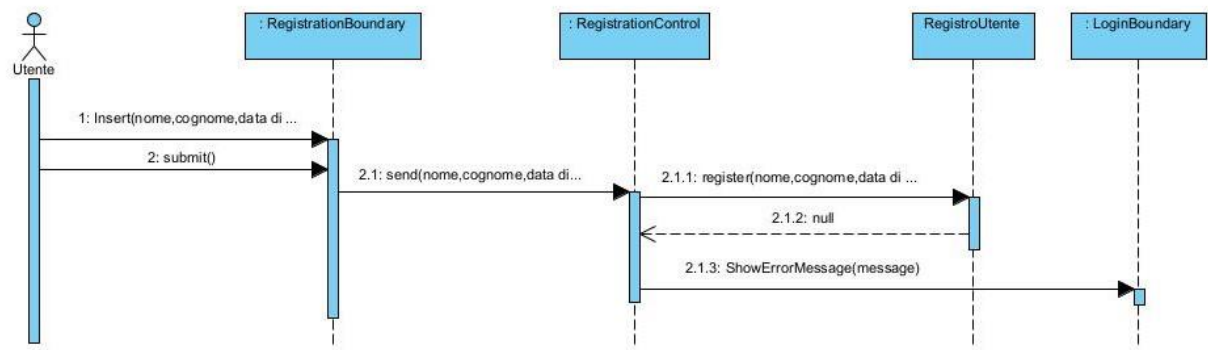 : RegistrationBoundary
: RegistrationControl
RegistroUtente
: LoginBoundary
Utente
1: Insert(nome,cognome,data di ...
2: submit()
2.1: send(nome,cognome,data di...
2.1.1: register(nome,cognome,data di ...
2.1.2: null
2.1.3: ShowErrorMessage(message)